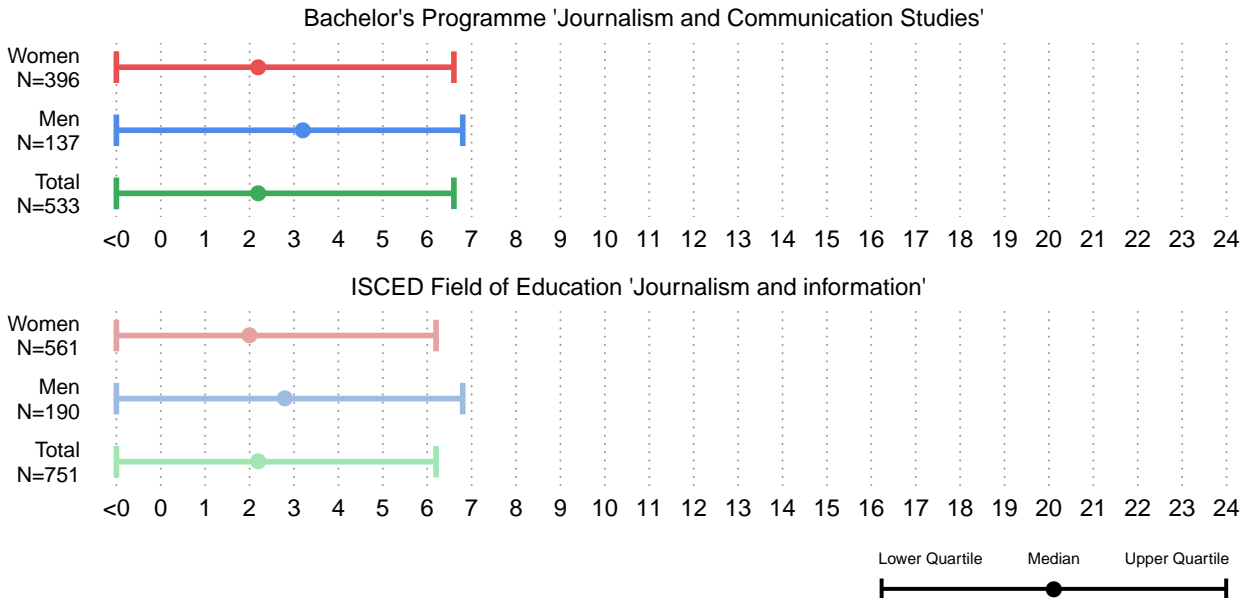 Bachelor's Programme 'Journalism and Communication Studies'
Women
N=396
Men
N=137
Total
N=533
<0 0 1 2 3 4 5 6 7 8 9 10 11 12 13 14 15 16 17 18 19 20 21 22 23 24
ISCED Field of Education 'Journalism and information'
Women
N=561
Men
N=190
Total
N=751
<0 0 1 2 3 4 5 6 7 8 9 10 11 12 13 14 15 16 17 18 19 20 21 22 23 24
Lower Quartile Median Upper Quartile